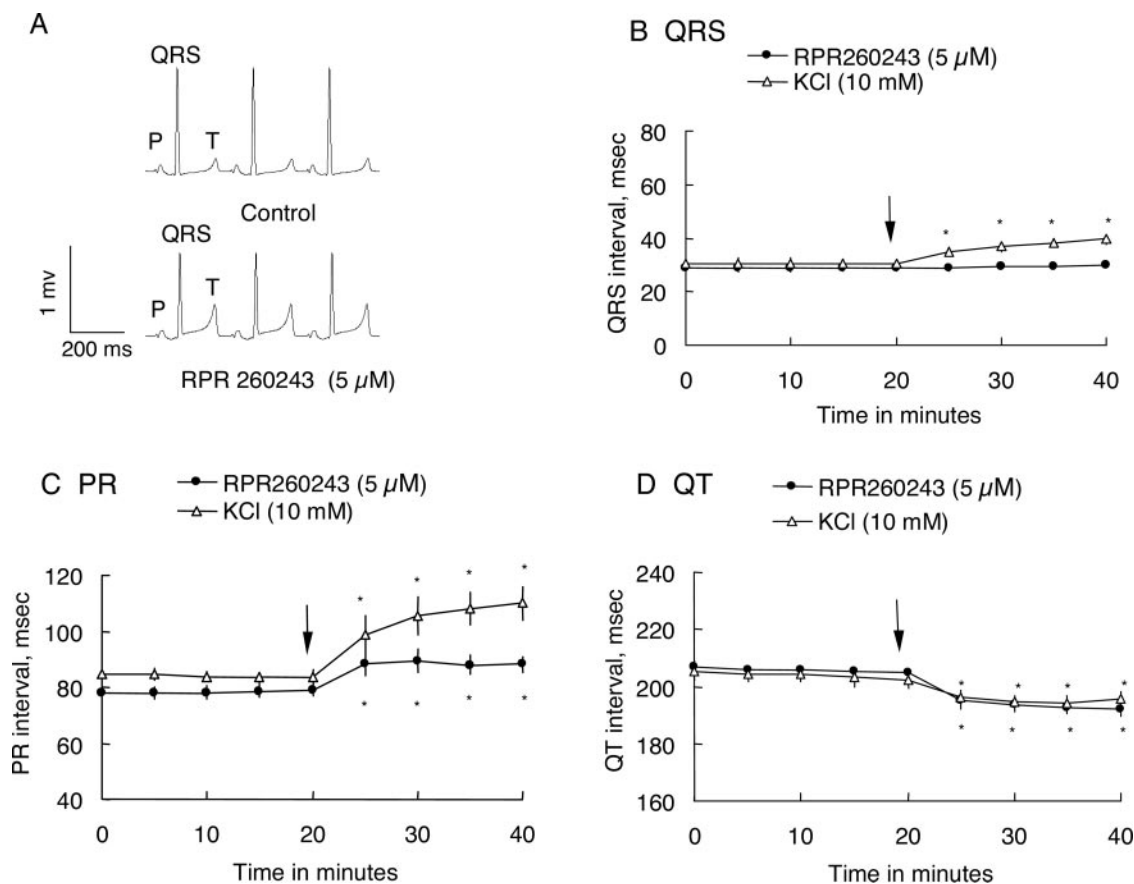 A
QRS
P T
Control
QRS
P T
1 mv
200 ms
RPR 260243 (5 µM)
B QRS
RPR260243 (5 µM)
KCl (10 mM)
QRS interval, msec
80
60
40
20
0
* * * *
0 10 20 30 40
Time in minutes
C PR
RPR260243 (5 µM)
KCl (10 mM)
PR interval, msec
120
100
80
60
40
* * * *
* * * *
0 10 20 30 40
Time in minutes
D QT
RPR260243 (5 µM)
KCl (10 mM)
QT interval, msec
240
220
200
180
160
* * * *
* * * *
0 10 20 30 40
Time in minutes